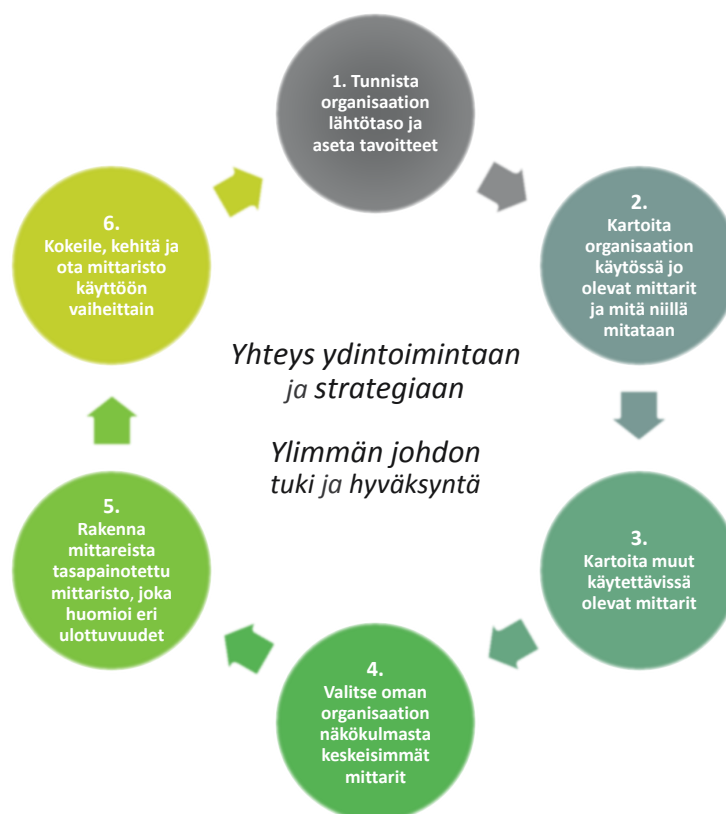 1. Tunnista
organisaation
lähtötaso ja
aseta tavoitteet
2.
Kartoita
organisaation
käytössä jo
olevat mittarit
ja mitä niillä
mitataan
3.
Kartoita muut
käytettävissä
olevat mittarit
4.
Valitse oman
organisaation
näkökulmasta
keskeisimmät
mittarit
5.
Rakenna
mittareista
tasapainotettu
mittaristo, joka
huomioi eri
ulottuvuudet
6.
Kokeile, kehitä ja
ota mittaristo
käyttöön
vaiheittain
Yhteys ydintoimintaan
ja strategiaan
Ylimmän johdon
tuki ja hyväksyntä